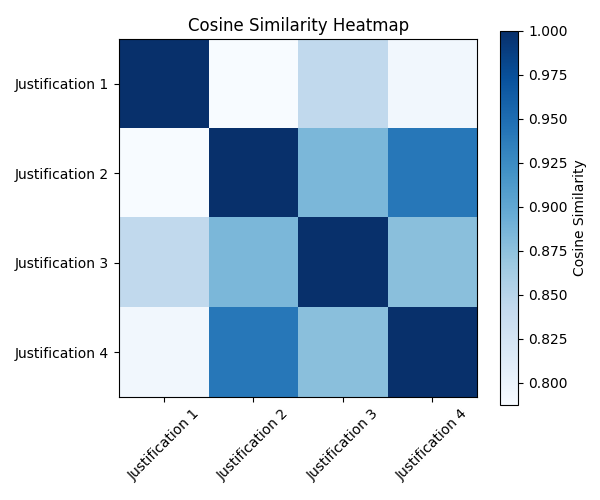 Cosine Similarity Heatmap
Justification 1
Justification 2
Justification 3
Justification 4
Justification 1
Justification 2
Justification 3
Justification 4
1.000
0.975
0.950
0.925
0.900
0.875
0.850
0.825
0.800
Cosine Similarity